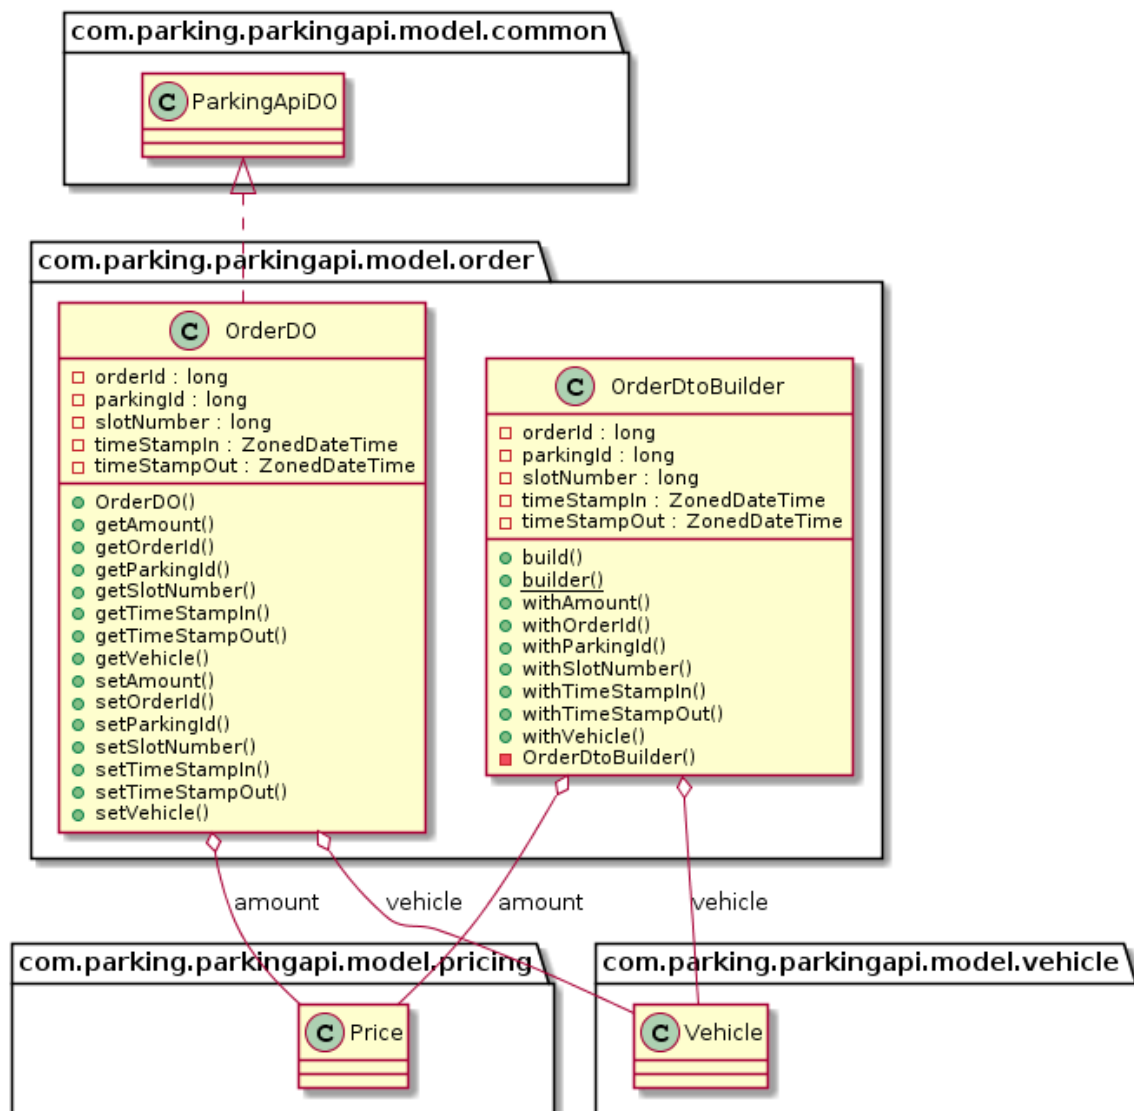 com.parking.parkingapi.model.common
C ParkingApiDO
com.parking.parkingapi.model.order
C OrderDO
orderId : long
parkingId : long
slotNumber : long
timeStampIn : ZonedDateTime
timeStampOut : ZonedDateTime
OrderDO()
getAmount()
getOrderId()
getParkingId()
getSlotNumber()
getTimeStampIn()
getTimeStampOut()
getVehicle()
setAmount()
setOrderId()
setParkingId()
setSlotNumber()
setTimeStampIn()
setTimeStampOut()
setVehicle()
C OrderDtoBuilder
orderId : long
parkingId : long
slotNumber : long
timeStampIn : ZonedDateTime
timeStampOut : ZonedDateTime
build()
builder()
withAmount()
withOrderId()
withParkingId()
withSlotNumber()
withTimeStampIn()
withTimeStampOut()
withVehicle()
OrderDtoBuilder()
amount
vehicle
amount
vehicle
com.parking.parkingapi.model.pricing
C Price
com.parking.parkingapi.model.vehicle
C Vehicle